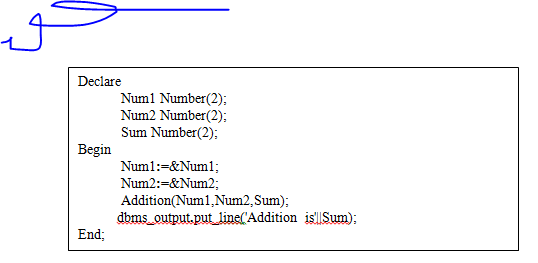 Declare
Num1 Number(2);
Num2 Number(2);
Sum Number(2);
Begin
Num1:=&Num1;
Num2:=&Num2;
Addition(Num1,Num2,Sum);
dbms_output.put_line('Addition is'||Sum);
End;